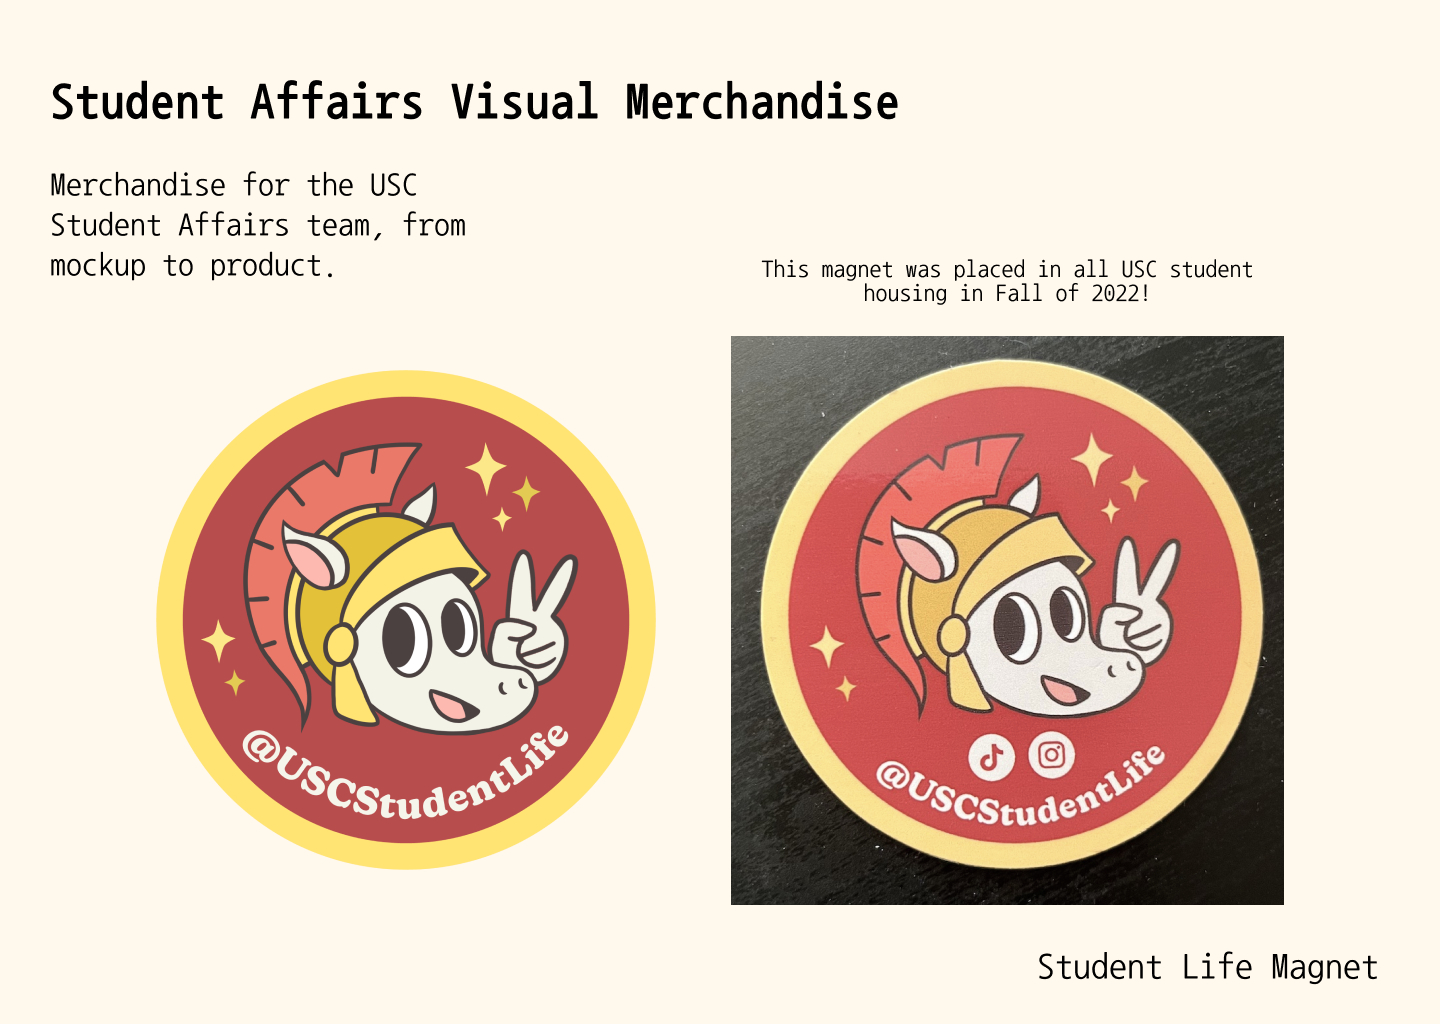 Student Affairs Visual Merchandise
Merchandise for the USC
Student Affairs team, from
mockup to product.
This magnet was placed in all USC student
housing in Fall of 2022!
@USCStudentLife
@USCStudentLife
Student Life Magnet